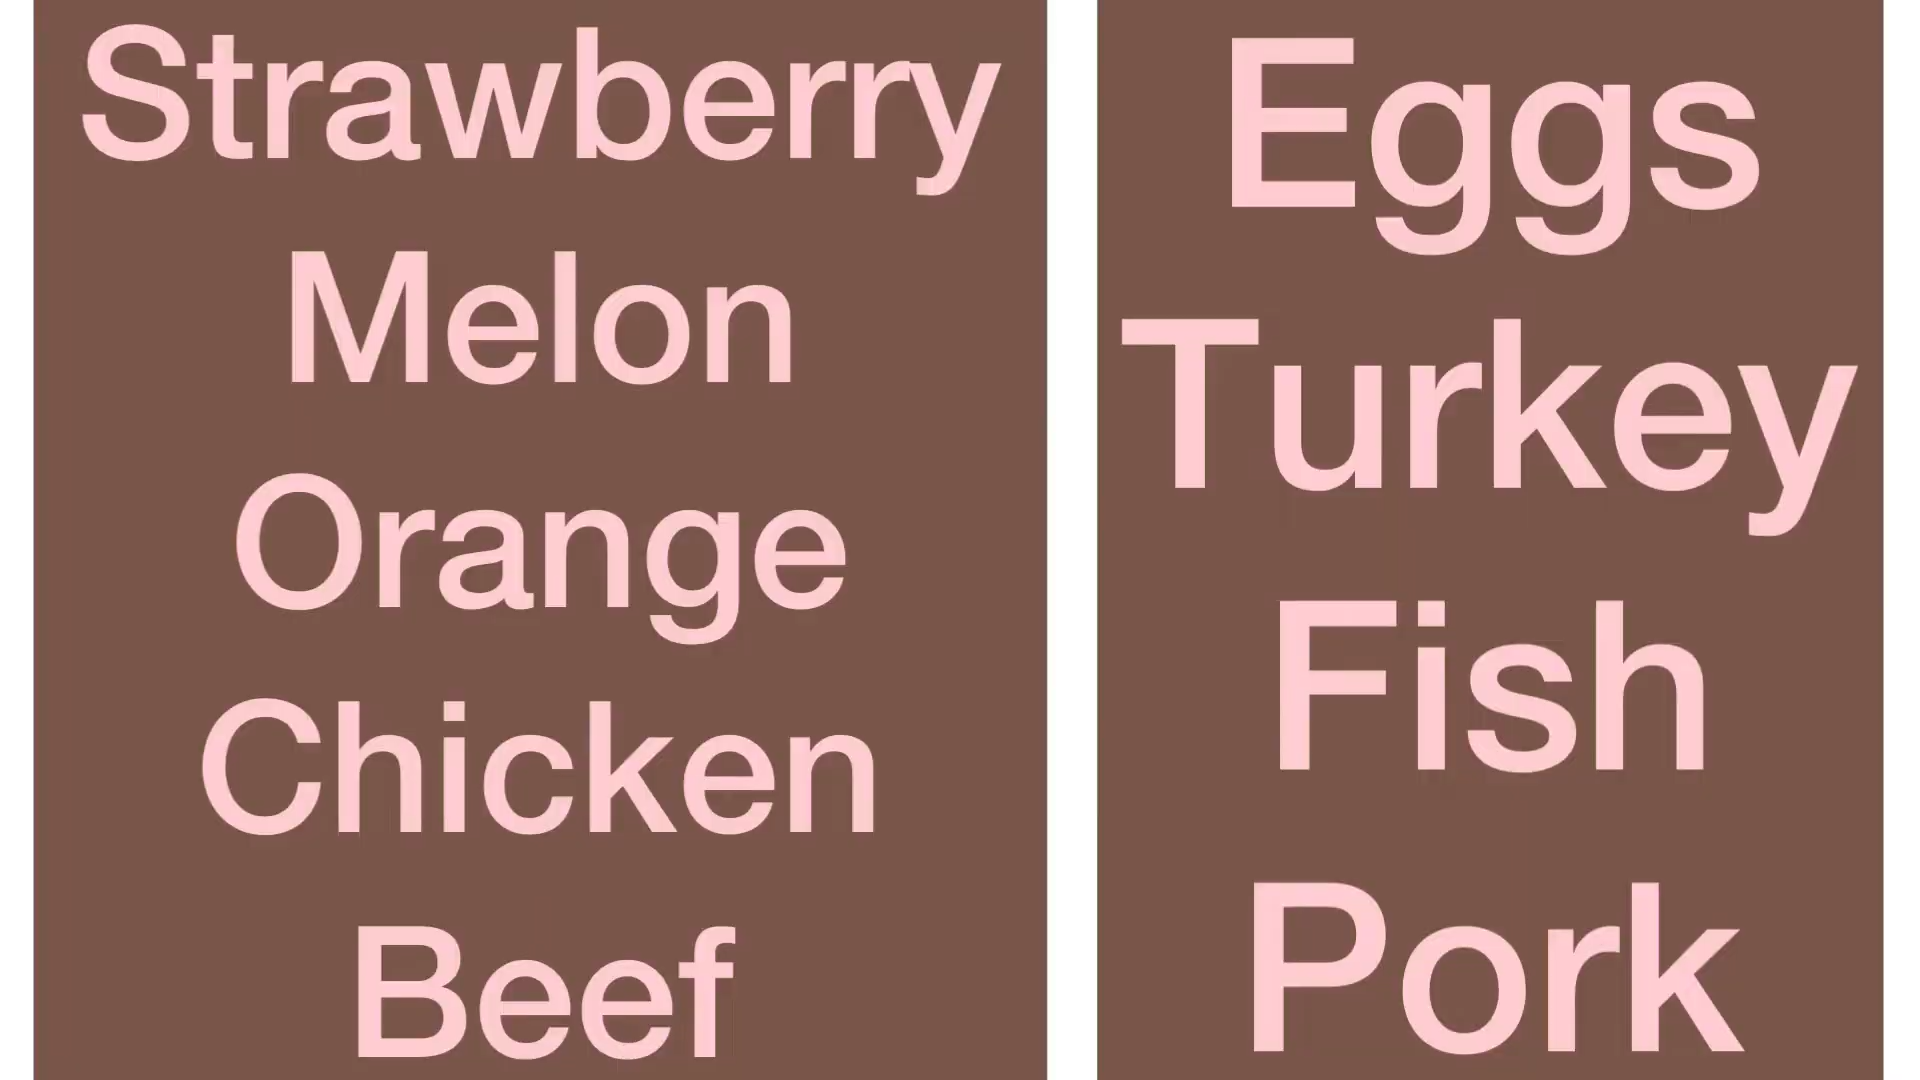 Strawberry
Melon
Orange
Chicken
Beef
Eggs
Turkey
Fish
Pork